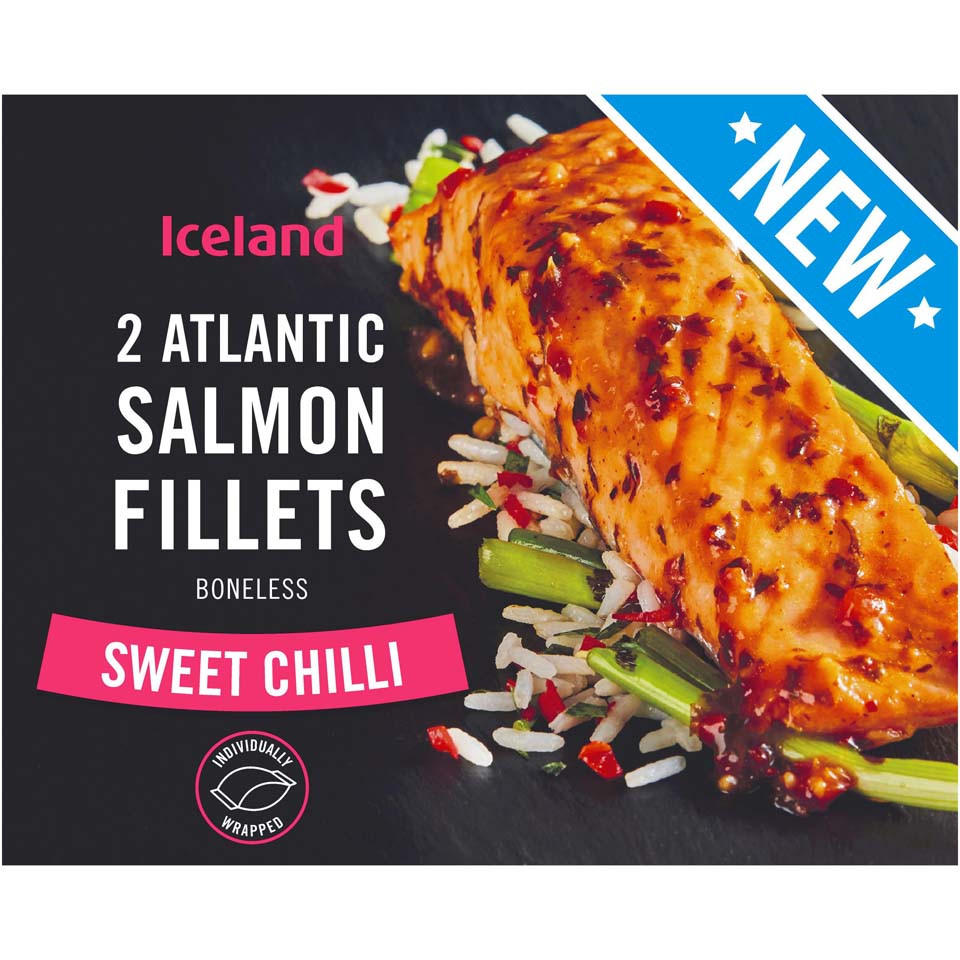 Iceland
2 ATLANTIC
SALMON
FILLETS
BONELESS
SWEET CHILLI
INDIVIDUALLY
WRAPPED
NEW